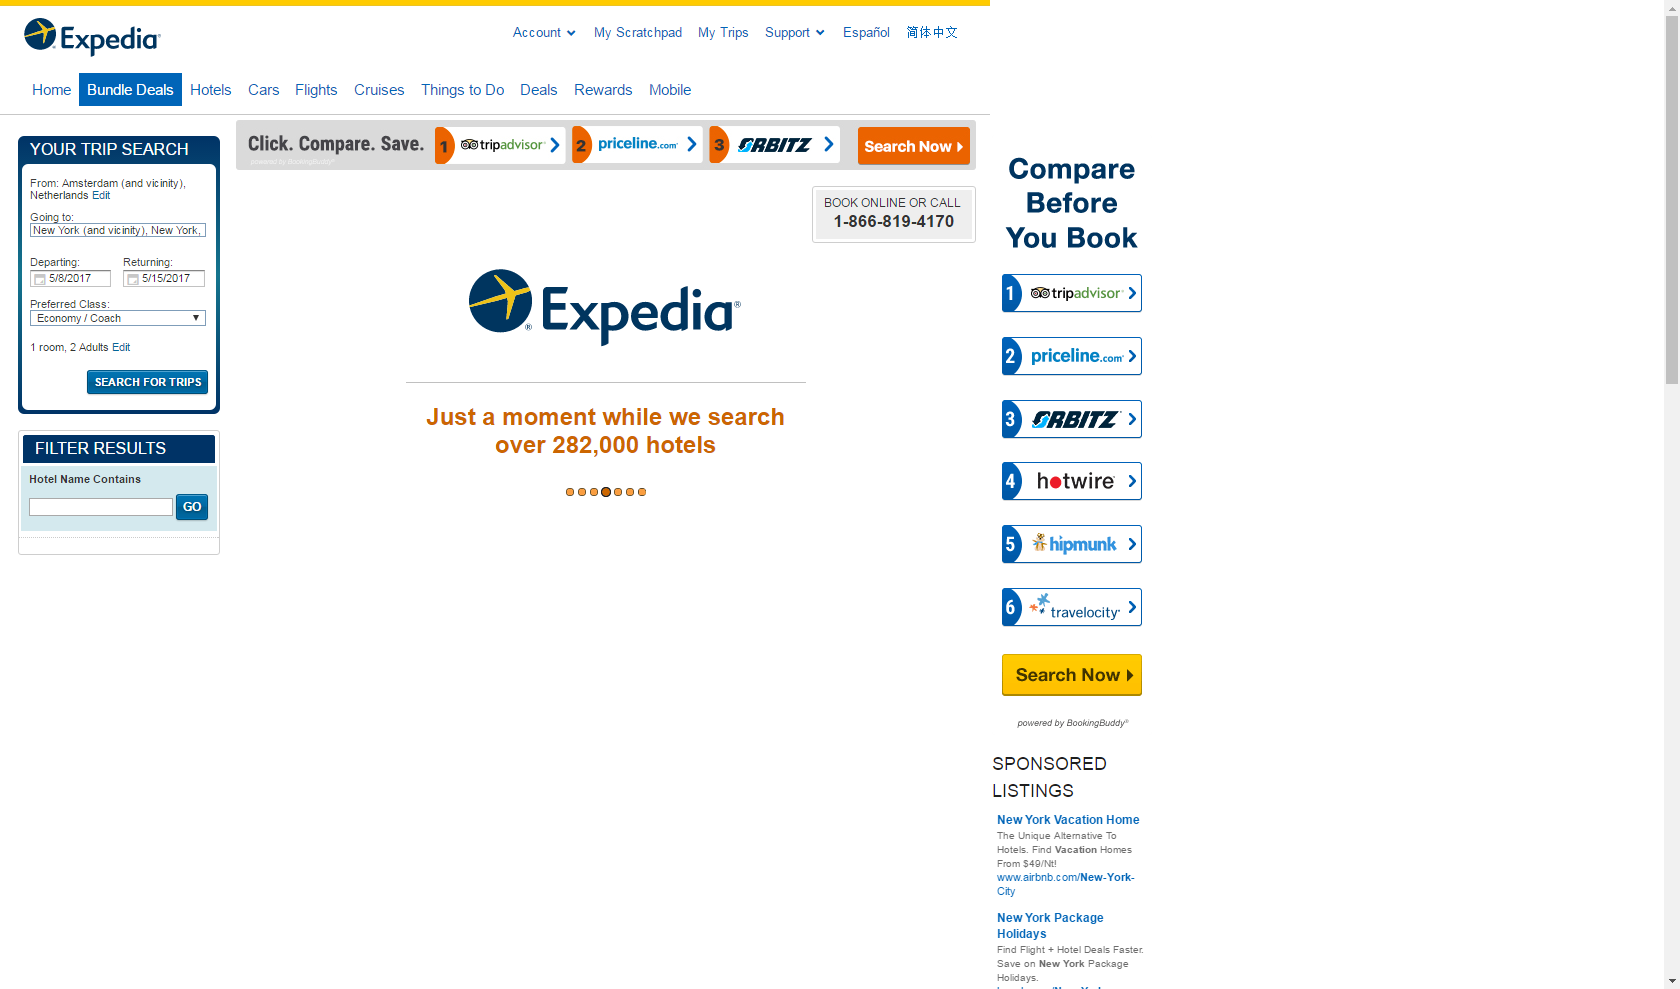 Expedia
Account
My Scratchpad
My Trips
Support
Español
简体中文
Home
Bundle Deals
Hotels
Cars
Flights
Cruises
Things to Do
Deals
Rewards
Mobile
YOUR TRIP SEARCH
From: Amsterdam (and vicinity),
Netherlands Edit
Going to:
New York (and vicinity), New York,
Departing:
Returning:
5/8/2017
5/15/2017
Preferred Class:
Economy / Coach
1 room, 2 Adults Edit
SEARCH FOR TRIPS
FILTER RESULTS
Hotel Name Contains
GO
Click. Compare. Save.
powered by BookingBuddy®
1 tripadvisor®
2 priceline.com®
3 ORBITZ
Search Now
BOOK ONLINE OR CALL
1-866-819-4170
Expedia®
Just a moment while we search
over 282,000 hotels
Compare
Before
You Book
1 tripadvisor®
2 priceline.com®
3 ORBITZ
4 hotwire
5 hipmunk
6 travelocity
Search Now
powered by BookingBuddy®
SPONSORED
LISTINGS
New York Vacation Home
The Unique Alternative To
Hotels. Find Vacation Homes
From $49/Nt!
www.airbnb.com/New-York-
City
New York Package
Holidays
Find Flight + Hotel Deals Faster.
Save on New York Package
Holidays.